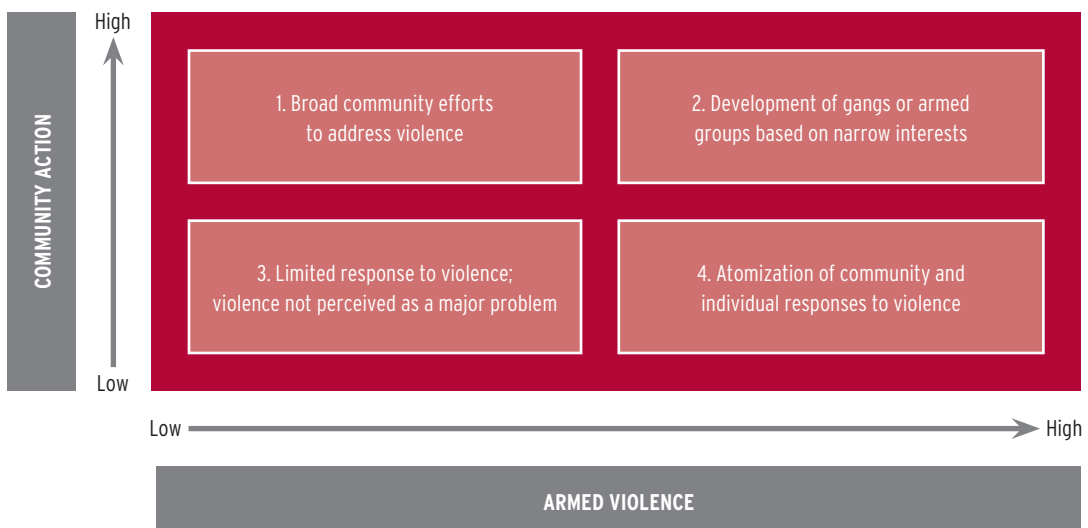 High
COMMUNITY ACTION
1. Broad community efforts
to address violence
2. Development of gangs or armed
groups based on narrow interests
3. Limited response to violence;
violence not perceived as a major problem
4. Atomization of community and
individual responses to violence
Low
Low
High
ARMED VIOLENCE